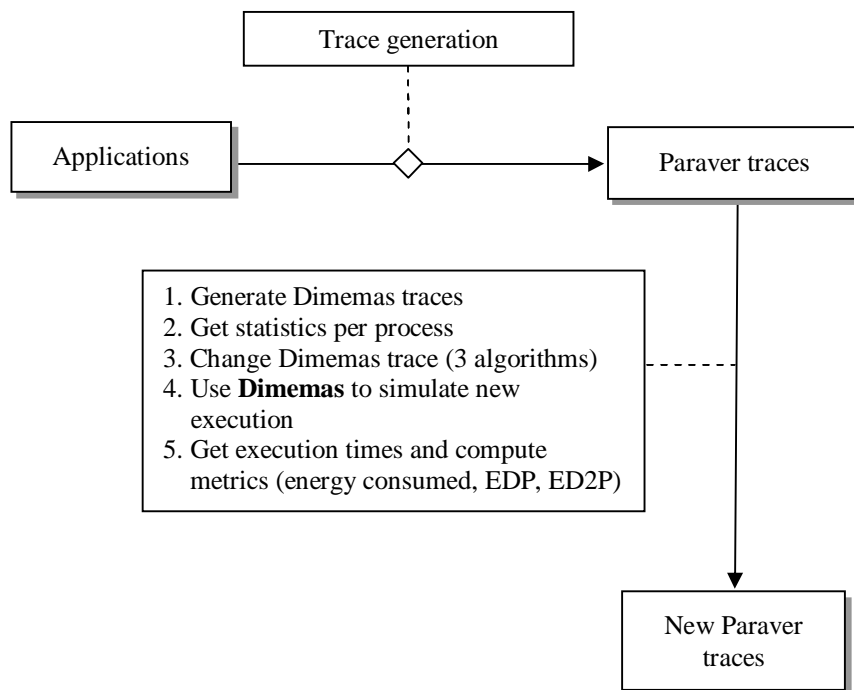 Trace generation
Applications
Paraver traces
1. Generate Dimemas traces
2. Get statistics per process
3. Change Dimemas trace (3 algorithms)
4. Use Dimemas to simulate new
execution
5. Get execution times and compute
metrics (energy consumed, EDP, ED2P)
New Paraver
traces